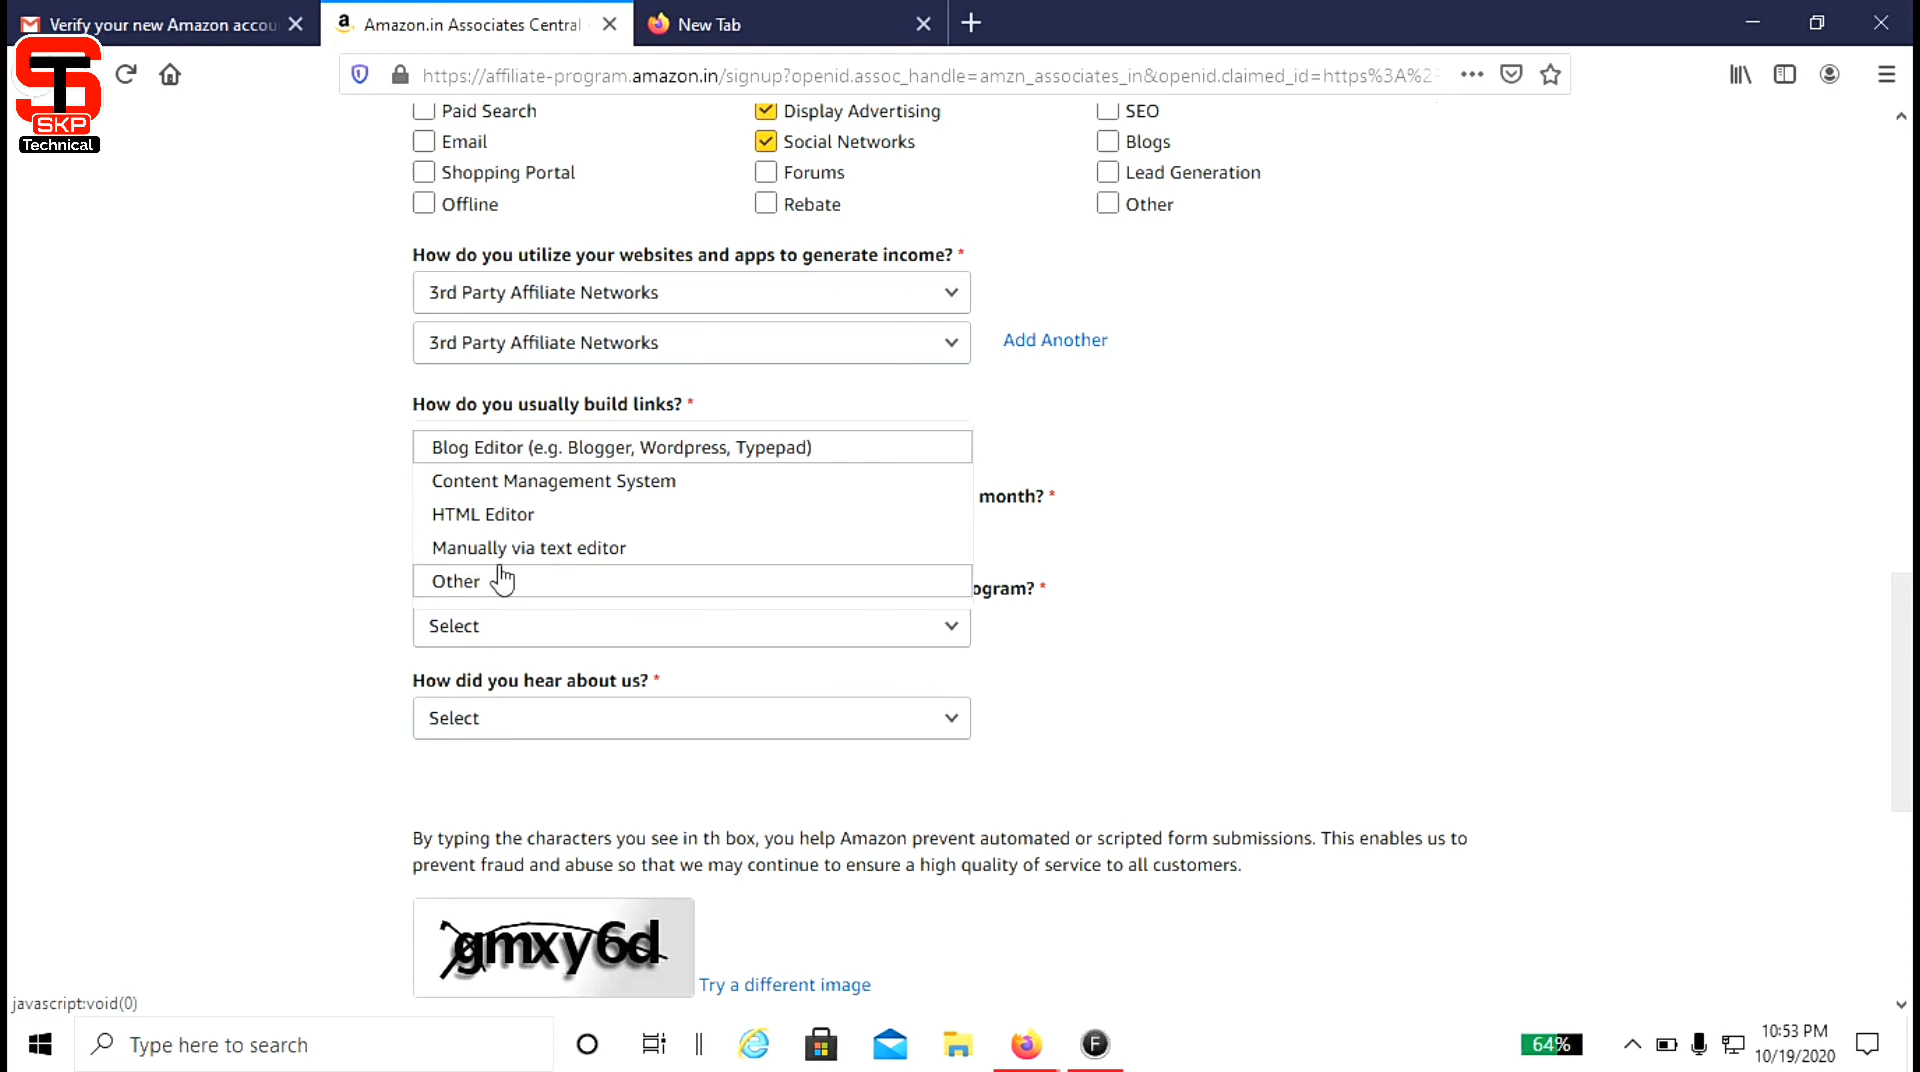 Verify your new Amazon accou
Amazon.in Associates Central
New Tab
ST
SKP
Technical
https://affiliate-program.amazon.in/signup?openid.assoc_handle=amzn_associates_in&openid.claimed_id=https%3A%2F
Paid Search
Display Advertising
SEO
Email
Social Networks
Blogs
Shopping Portal
Forums
Lead Generation
Offline
Rebate
Other
How do you utilize your websites and apps to generate income? *
3rd Party Affiliate Networks
3rd Party Affiliate Networks
Add Another
How do you usually build links? *
Blog Editor (e.g. Blogger, Wordpress, Typepad)
Content Management System
month? *
HTML Editor
Manually via text editor
Other
ogram? *
Select
How did you hear about us? *
Select
By typing the characters you see in th box, you help Amazon prevent automated or scripted form submissions. This enables us to
prevent fraud and abuse so that we may continue to ensure a high quality of service to all customers.
gmxy6d
Try a different image
javascript:void(0)
Type here to search
64%
10:53 PM
10/19/2020